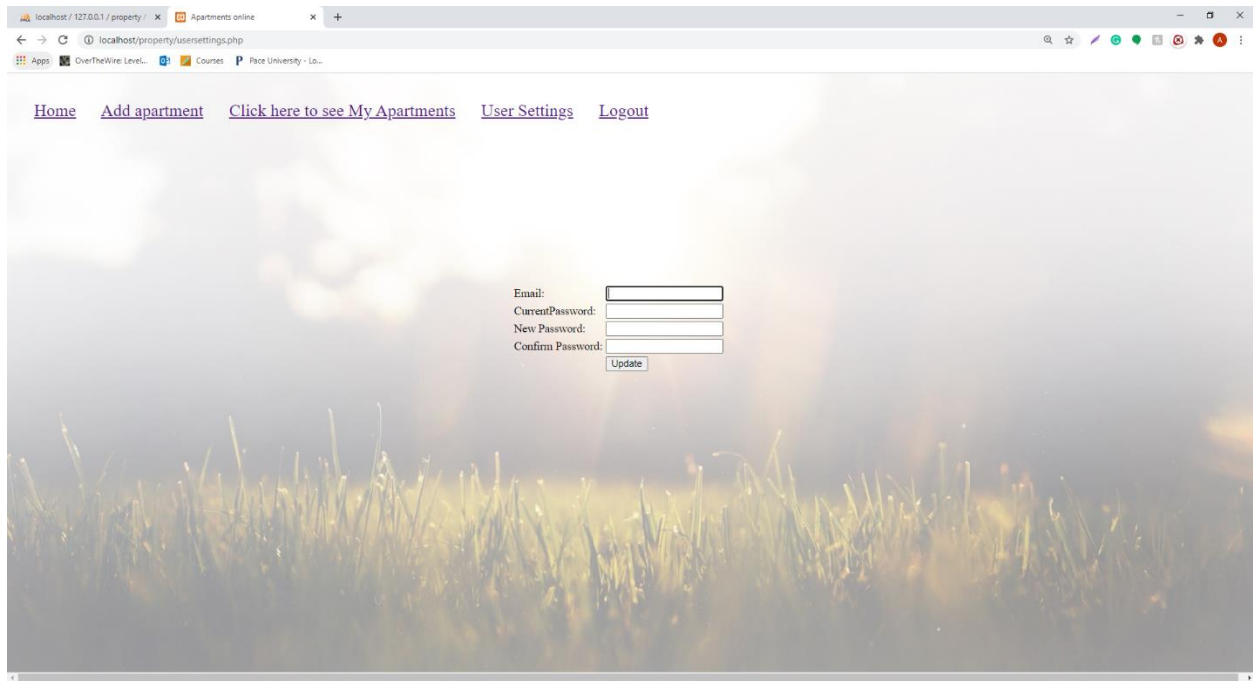 localhost / 127.0.0.1 / property /
Apartments online
localhost/property/usersettings.php
Apps OverTheWire: Level... Courses Pace University - Lo...
Home Add apartment Click here to see My Apartments User Settings Logout
Email:
CurrentPassword:
New Password:
Confirm Password:
Update